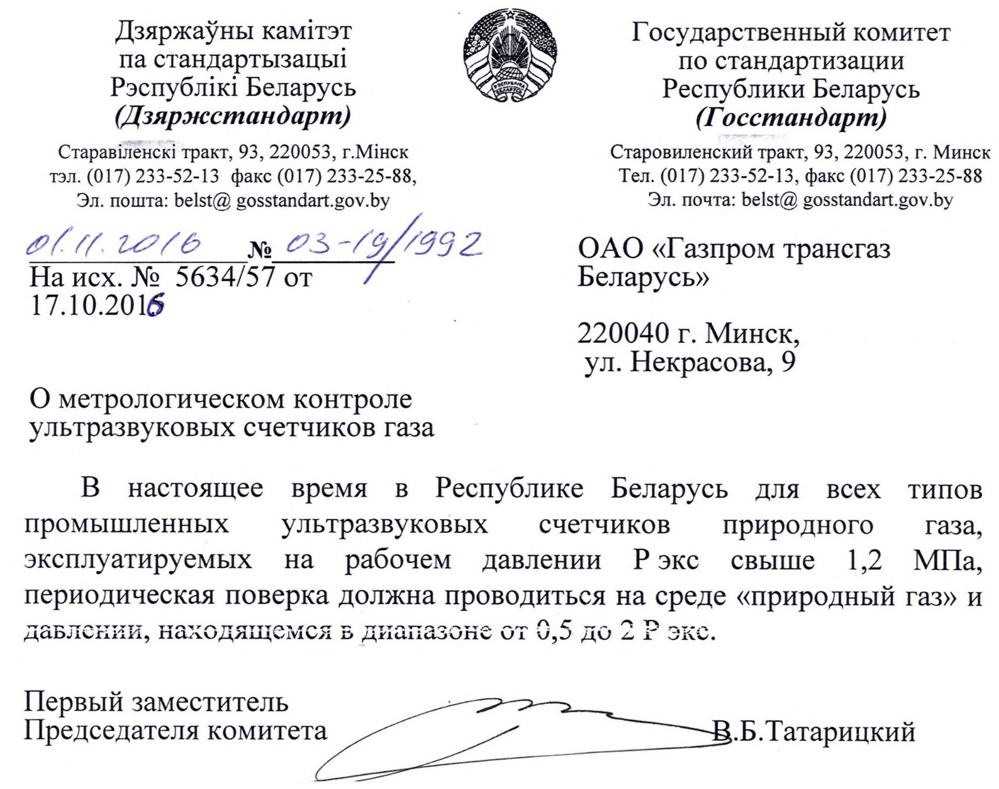 Дзяржаўны камітэт
па стандартызацыі
Рэспублікі Беларусь
(Дзяржстандарт)
Старавіленскі тракт, 93, 220053, г.Мінск
тэл. (017) 233-52-13 факс (017) 233-25-88,
Эл. пошта: belst@ gosstandart.gov.by
РЭСПУБЛІКА
БЕЛАРУСЬ
Государственный комитет
по стандартизации
Республики Беларусь
(Госстандарт)
Старовиленский тракт, 93, 220053, г. Минск
Тел. (017) 233-52-13, факс (017) 233-25-88
Эл. почта: belst@ gosstandart.gov.by
01.11.2016 № 03-19/1992
На исх. № 5634/57 от
17.10.2016
ОАО «Газпром трансгаз
Беларусь»
220040 г. Минск,
ул. Некрасова, 9
О метрологическом контроле
ультразвуковых счетчиков газа
В настоящее время в Республике Беларусь для всех типов
промышленных ультразвуковых счетчиков природного газа,
эксплуатируемых на рабочем давлении Р экс свыше 1,2 МПа,
периодическая поверка должна проводиться на среде «природный газ» и
давлении, находящемся в диапазоне от 0,5 до 2 Р экс.
Первый заместитель
Председателя комитета
В.Б.Татарицкий